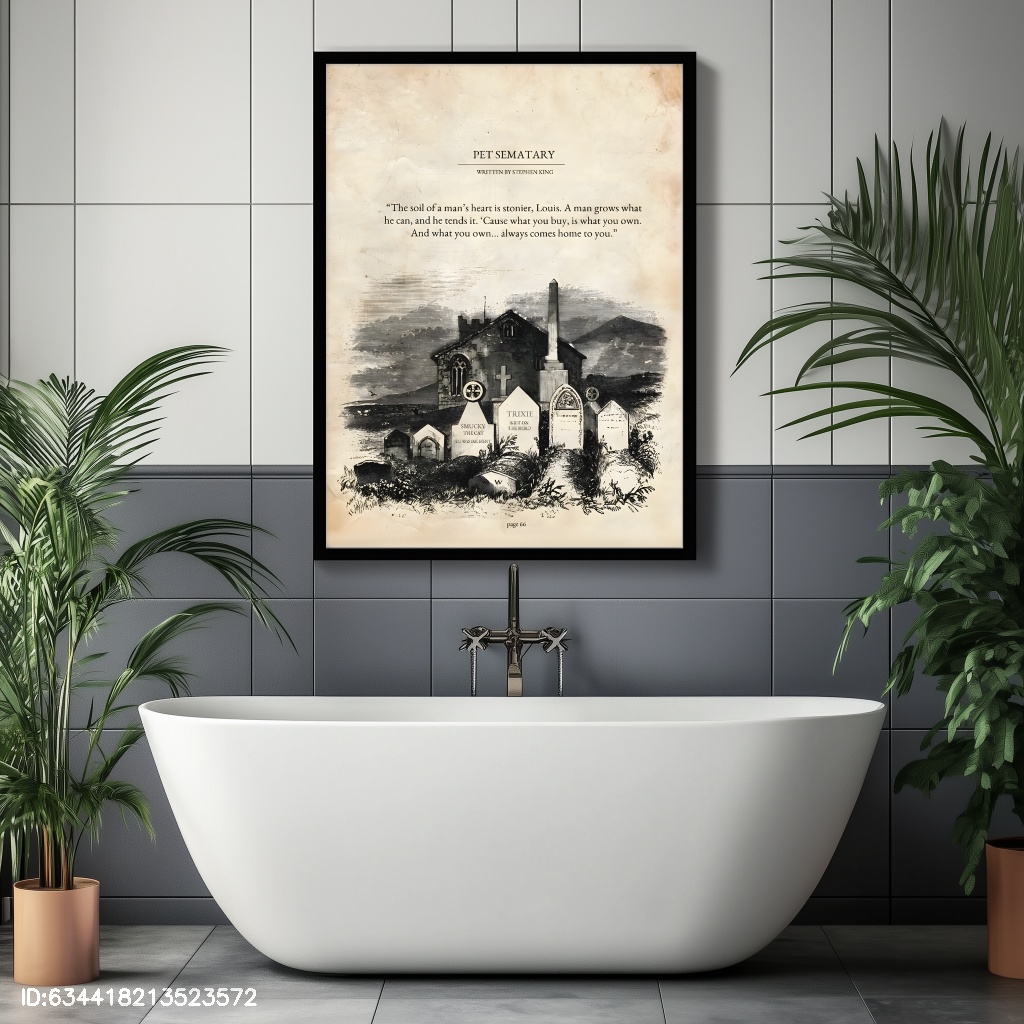 PET SEMATARY
WRITTEN BY STEPHEN KING
“The soil of a man’s heart is stonier, Louis. A man grows what
he can, and he tends it. ‘Cause what you buy, is what you own.
And what you own... always comes home to you.”
TRIXIE
SMUCKY
THE CAT
W
page 66
ID:634418213523572